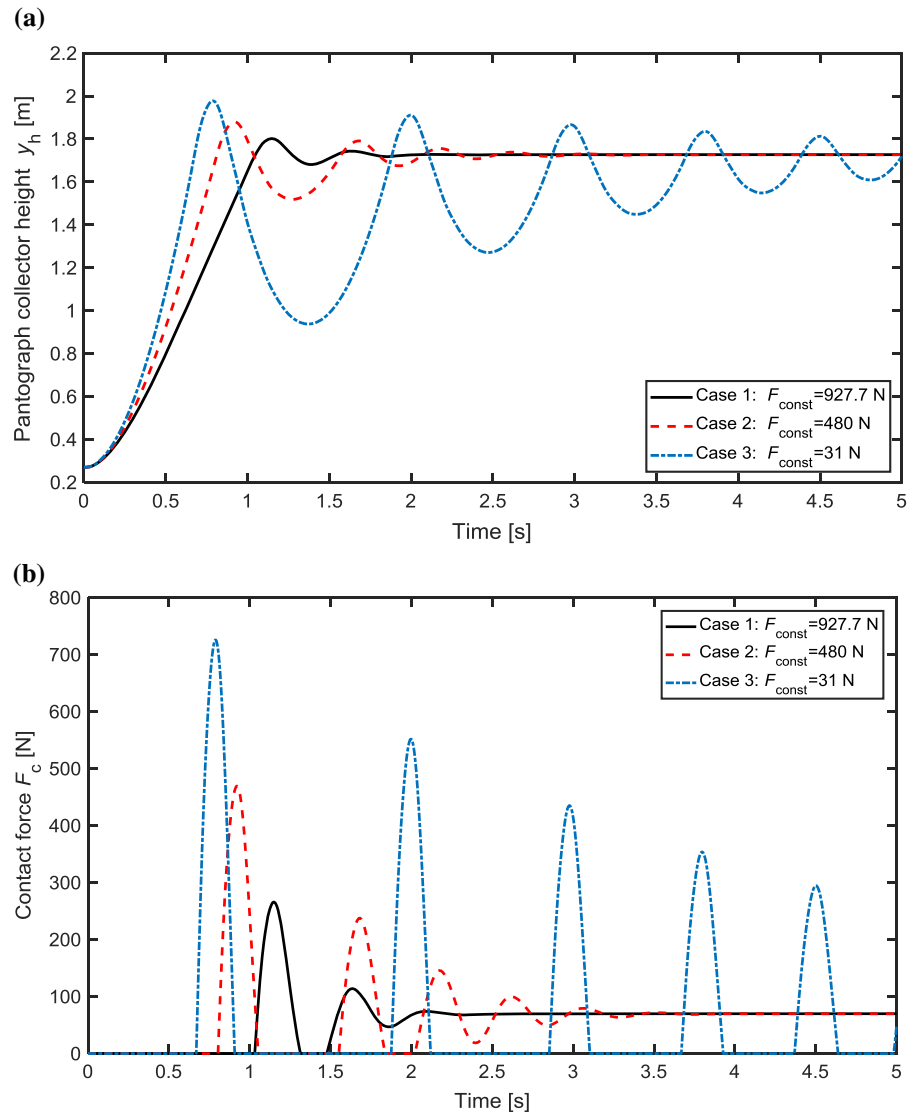 (a)
Pantograph collector height y_h [m]
2.2
2
1.8
1.6
1.4
1.2
1
0.8
0.6
0.4
0.2
Case 1: F_const=927.7 N
Case 2: F_const=480 N
Case 3: F_const=31 N
0 0.5 1 1.5 2 2.5 3 3.5 4 4.5 5
Time [s]
(b)
Contact force F_c [N]
800
700
600
500
400
300
200
100
0
Case 1: F_const=927.7 N
Case 2: F_const=480 N
Case 3: F_const=31 N
0 0.5 1 1.5 2 2.5 3 3.5 4 4.5 5
Time [s]